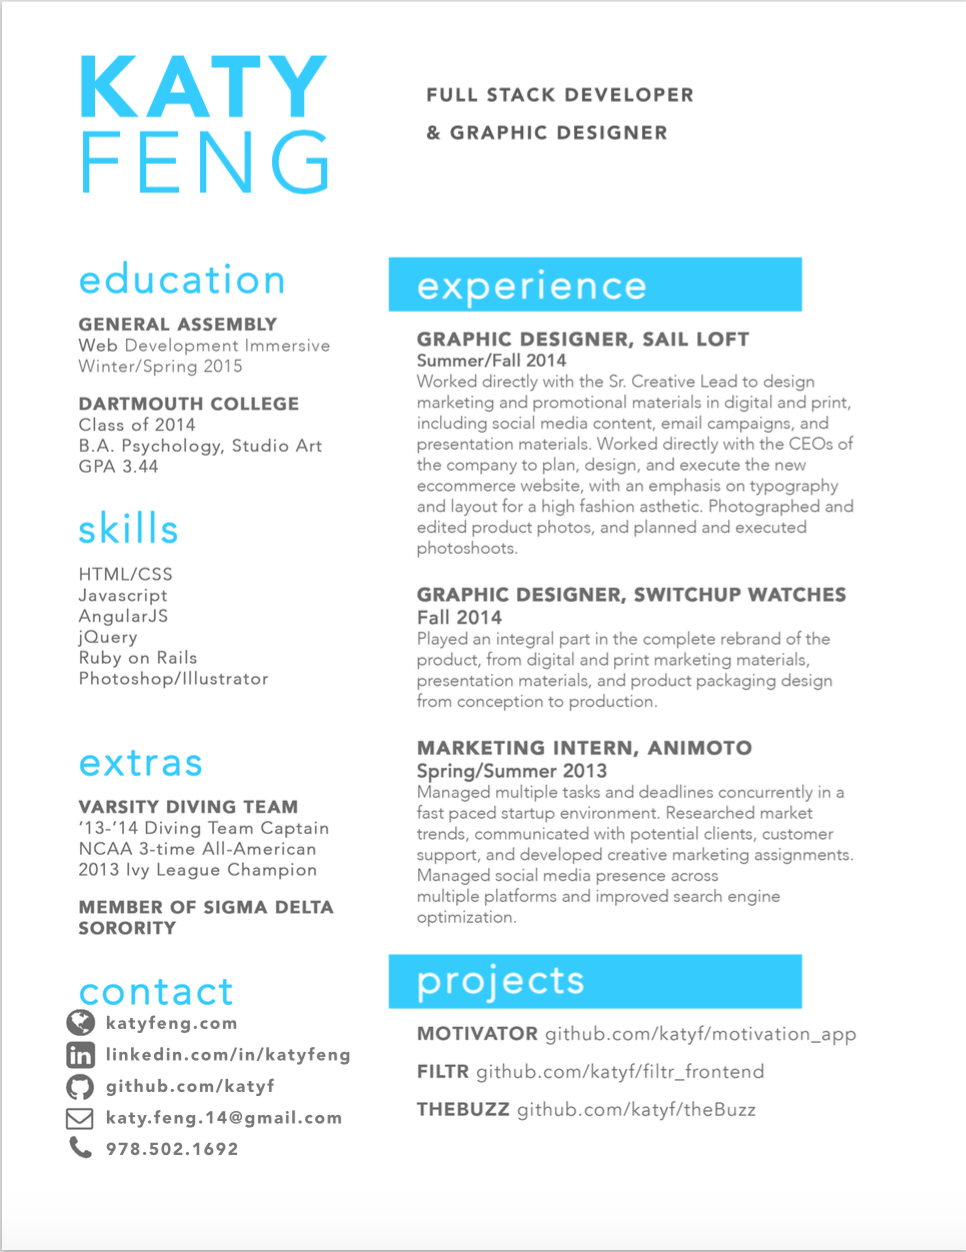 KATY
FENG
FULL STACK DEVELOPER
& GRAPHIC DESIGNER
education
GENERAL ASSEMBLY
Web Development Immersive
Winter/Spring 2015
DARTMOUTH COLLEGE
Class of 2014
B.A. Psychology, Studio Art
GPA 3.44
skills
HTML/CSS
Javascript
AngularJS
jQuery
Ruby on Rails
Photoshop/Illustrator
extras
VARSITY DIVING TEAM
‘13-’14 Diving Team Captain
NCAA 3-time All-American
2013 Ivy League Champion
MEMBER OF SIGMA DELTA
SORORITY
contact
katyfeng.com
linkedin.com/in/katyfeng
github.com/katyf
katy.feng.14@gmail.com
978.502.1692
experience
GRAPHIC DESIGNER, SAIL LOFT
Summer/Fall 2014
Worked directly with the Sr. Creative Lead to design
marketing and promotional materials in digital and print,
including social media content, email campaigns, and
presentation materials. Worked directly with the CEOs of
the company to plan, design, and execute the new
eccommerce website, with an emphasis on typography
and layout for a high fashion asthetic. Photographed and
edited product photos, and planned and executed
photoshoots.
GRAPHIC DESIGNER, SWITCHUP WATCHES
Fall 2014
Played an integral part in the complete rebrand of the
product, from digital and print marketing materials,
presentation materials, and product packaging design
from conception to production.
MARKETING INTERN, ANIMOTO
Spring/Summer 2013
Managed multiple tasks and deadlines concurrently in a
fast paced startup environment. Researched market
trends, communicated with potential clients, customer
support, and developed creative marketing assignments.
Managed social media presence across
multiple platforms and improved search engine
optimization.
projects
MOTIVATOR github.com/katyf/motivation_app
FILTR github.com/katyf/filtr_frontend
THEBUZZ github.com/katyf/theBuzz